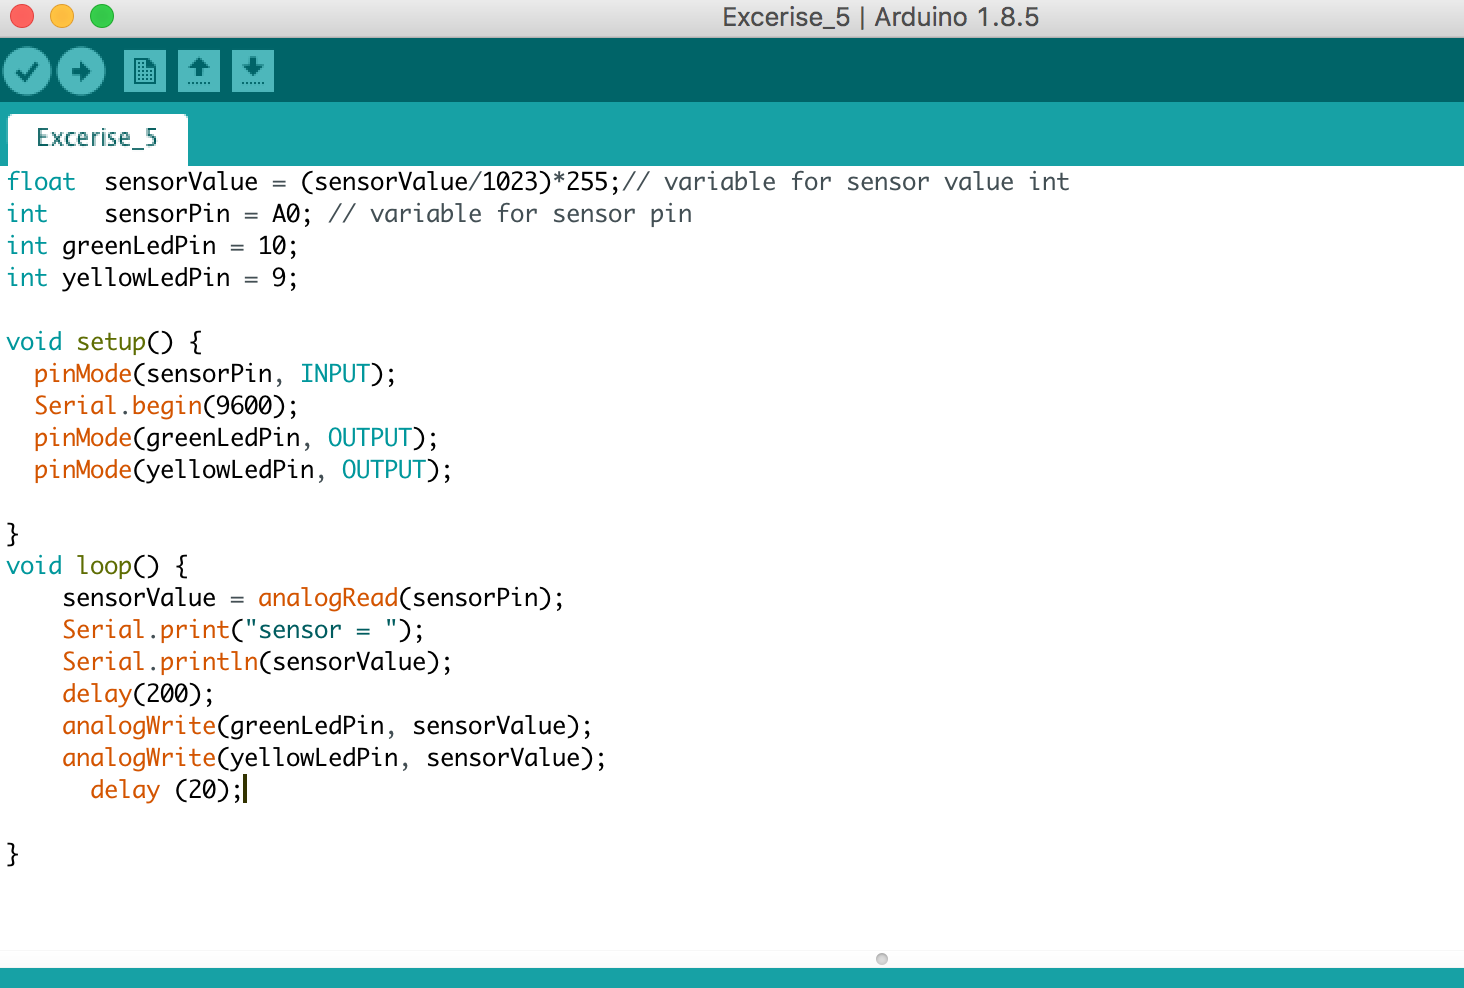 Excerise_5 | Arduino 1.8.5
Excerise_5
float  sensorValue = (sensorValue/1023)*255;// variable for sensor value int
int    sensorPin = A0; // variable for sensor pin
int greenLedPin = 10;
int yellowLedPin = 9;
void setup() {
  pinMode(sensorPin, INPUT);
  Serial.begin(9600);
  pinMode(greenLedPin, OUTPUT);
  pinMode(yellowLedPin, OUTPUT);
}
void loop() {
    sensorValue = analogRead(sensorPin);
    Serial.print("sensor = ");
    Serial.println(sensorValue);
    delay(200);
    analogWrite(greenLedPin, sensorValue);
    analogWrite(yellowLedPin, sensorValue);
      delay (20);
}